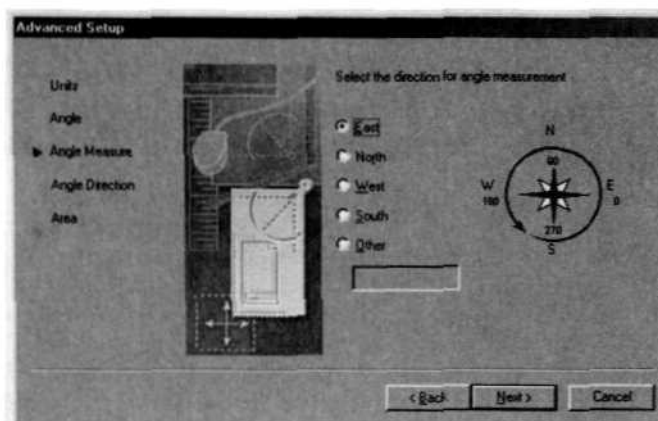 Advanced Setup
Units
Angle
Angle Measure
Angle Direction
Area
Select the direction for angle measurement
East
North
West
South
Other
N
90
W
180
E
0
270
S
< Back
Next >
Cancel